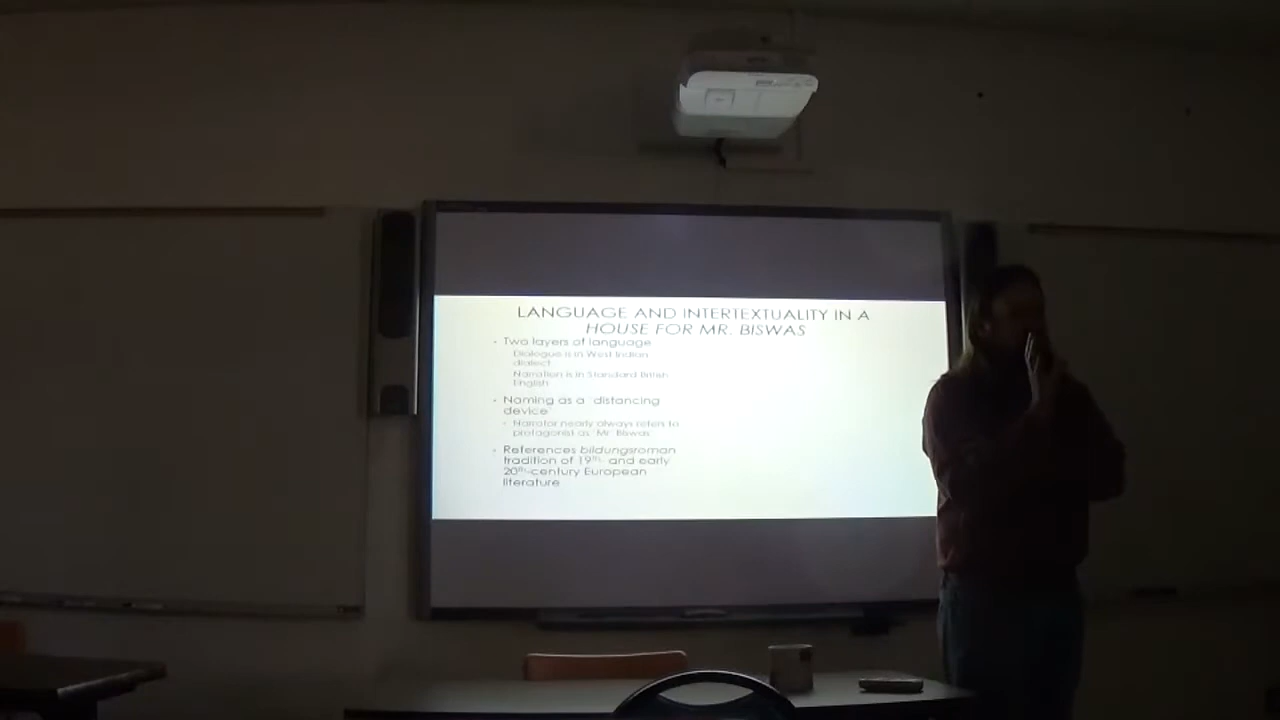 LANGUAGE AND INTERTEXTUALITY IN A
HOUSE FOR MR. BISWAS
- Two layers of language
Dialogue is in West Indian
dialect
Narration is in Standard British
English
- Naming as a "distancing
device"
- Narrator nearly always refers to
protagonist as "Mr. Biswas"
- References bildungsroman
tradition of 19th- and early
20th-century European
literature